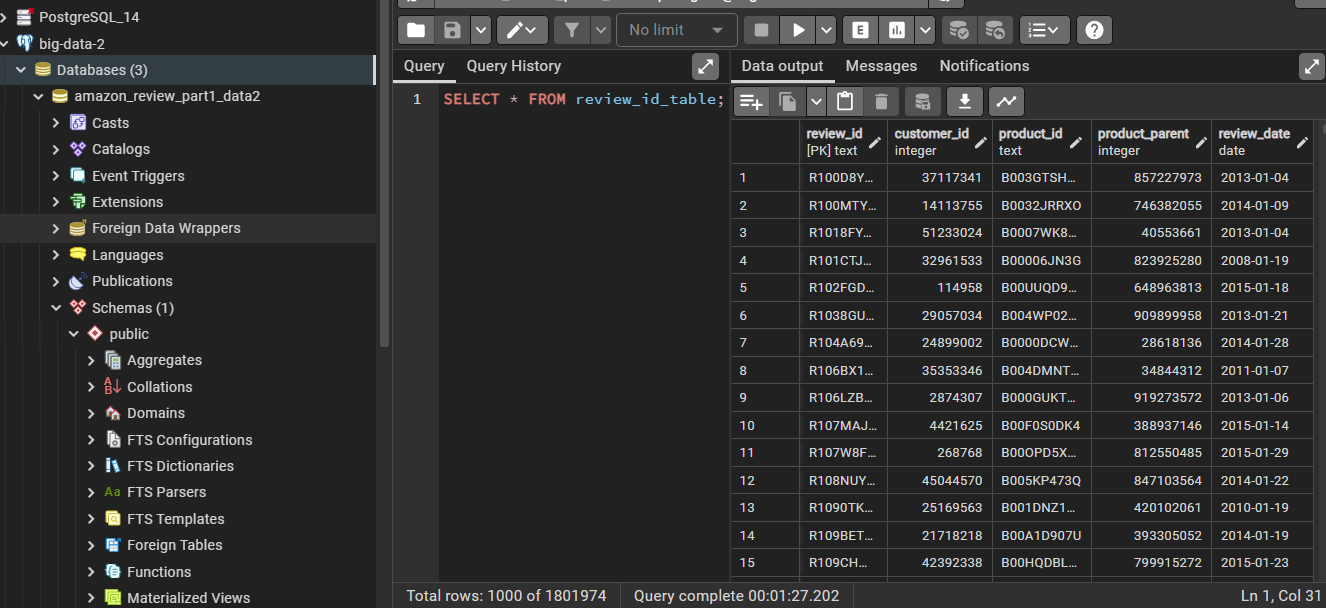 PostgreSQL_14
big-data-2
Databases (3)
amazon_review_part1_data2
Casts
Catalogs
Event Triggers
Extensions
Foreign Data Wrappers
Languages
Publications
Schemas (1)
public
Aggregates
Collations
Domains
FTS Configurations
FTS Dictionaries
Aa FTS Parsers
FTS Templates
Foreign Tables
Functions
Materialized Views
No limit
E
Query Query History
1 SELECT * FROM review_id_table;
Data output Messages Notifications
review_id customer_id product_id product_parent review_date
[PK] text integer text integer date
1 R100D8Y... 37117341 B003GTSH... 857227973 2013-01-04
2 R100MTY... 14113755 B0032JRRXO 746382055 2014-01-09
3 R1018FY... 51233024 B0007WK8... 40553661 2013-01-04
4 R101CTJ... 32961533 B00006JN3G 823925280 2008-01-19
5 R102FGD... 114958 B00UUQD9... 648963813 2015-01-18
6 R1038GU... 29057034 B004WP02... 909899958 2013-01-21
7 R104A69... 24899002 B0000DCW... 28618136 2014-01-28
8 R106BX1... 35353346 B004DMNT... 34844312 2011-01-07
9 R106LZB... 2874307 B000GUKT... 919273572 2013-01-06
10 R107MAJ... 4421625 B00F0S0DK4 388937146 2015-01-14
11 R107W8F... 268768 B00OPD5X... 812550485 2015-01-29
12 R108NUY... 45044570 B005KP473Q 847103564 2014-01-22
13 R1090TK... 25169563 B001DNZ1... 420102061 2010-01-19
14 R109BET... 21718218 B00A1D907U 393305052 2014-01-19
15 R109CH... 42392338 B00HQDBL... 799915272 2015-01-23
Total rows: 1000 of 1801974 Query complete 00:01:27.202 Ln 1, Col 31